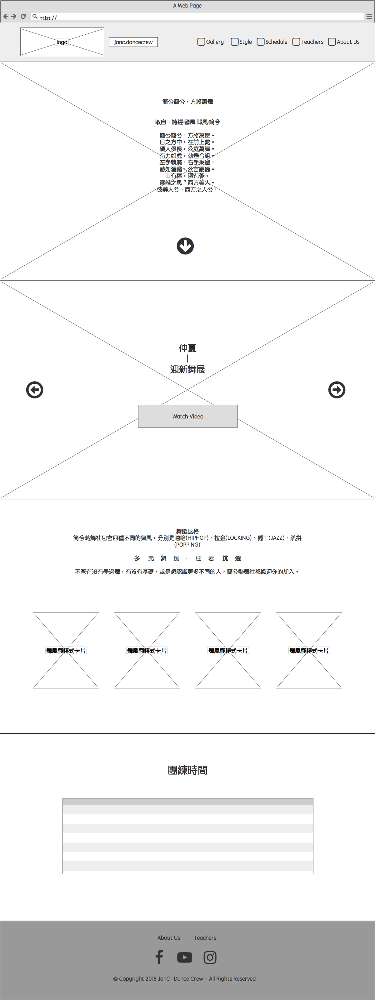 A Web Page
http://
logo
janc.dancecrew
Gallery
Style
Schedule
Teachers
About Us
簡兮簡兮，方將萬舞
取自：詩經·國風·邶風·簡兮
簡兮簡兮，方將萬舞。
日之方中，在前上處。
碩人俁俁，公庭萬舞。
有力如虎，執轡台組。
左手執籥，右手秉翟，
赫如渥赭，公言錫爵。
山有榛，隰有苓。
雲誰之思？西方美人。
彼美人兮，西方之人兮！
仲夏
|
迎新舞展
Watch Video
舞蹈風格
簡兮熱舞社包含四種不同的舞風，分別是嘻哈(HIPHOP)、拉金(LOCKING)、爵士(JAZZ)、趴拼
(POPPING)
多 元 舞 風 · 任 君 挑 選
不管有沒有學過舞，有沒有基礎，或是想認識更多不同的人，簡兮熱舞社都歡迎你的加入。
舞風翻轉式卡片
舞風翻轉式卡片
舞風翻轉式卡片
舞風翻轉式卡片
團練時間
About Us
Teachers
© Copyright 2018 JanC · Dance Crew – All Rights Reserved